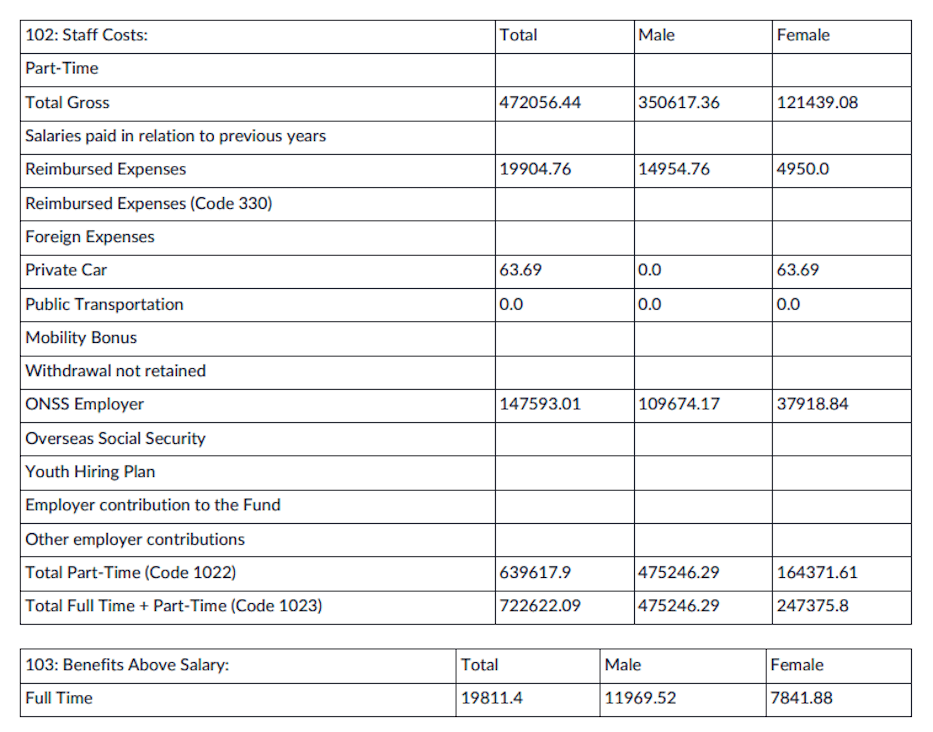 102: Staff Costs: Total Male Female
Part-Time
Total Gross 472056.44 350617.36 121439.08
Salaries paid in relation to previous years
Reimbursed Expenses 19904.76 14954.76 4950.0
Reimbursed Expenses (Code 330)
Foreign Expenses
Private Car 63.69 0.0 63.69
Public Transportation 0.0 0.0 0.0
Mobility Bonus
Withdrawal not retained
ONSS Employer 147593.01 109674.17 37918.84
Overseas Social Security
Youth Hiring Plan
Employer contribution to the Fund
Other employer contributions
Total Part-Time (Code 1022) 639617.9 475246.29 164371.61
Total Full Time + Part-Time (Code 1023) 722622.09 475246.29 247375.8
103: Benefits Above Salary: Total Male Female
Full Time 19811.4 11969.52 7841.88